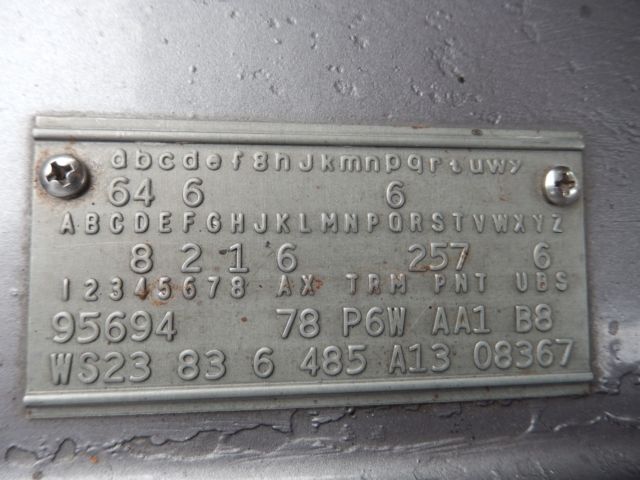 abcdefghJkmnpqrtuwy
64 6 6
ABCDEFGHJKLMNPQRSTVWXYZ
8 2 1 6 257 6
12345678 AX TRM PNT UBS
95694 78 P6W AA1 B8
WS23 83 6 485 A13 08367